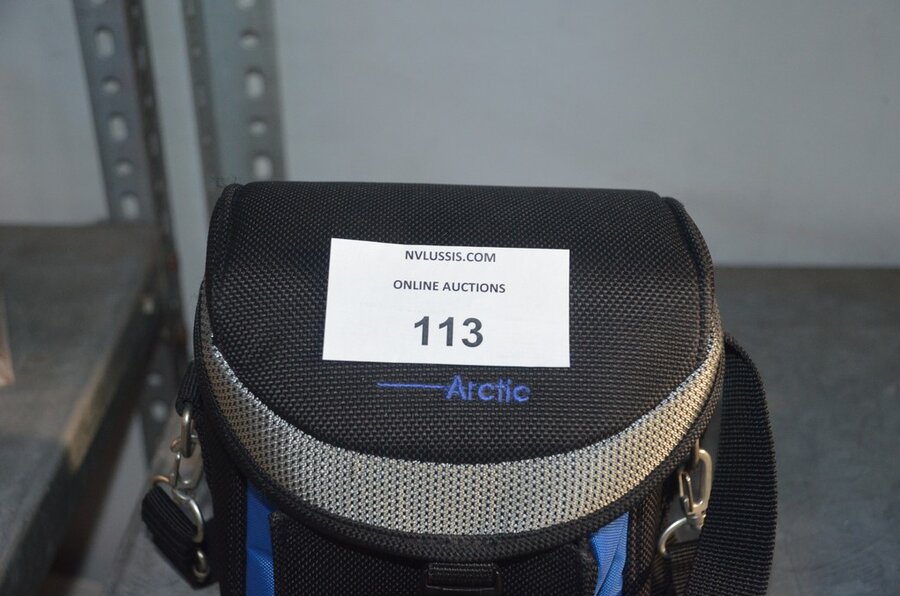 NVLUSSIS.COM
ONLINE AUCTIONS
113
Arctic